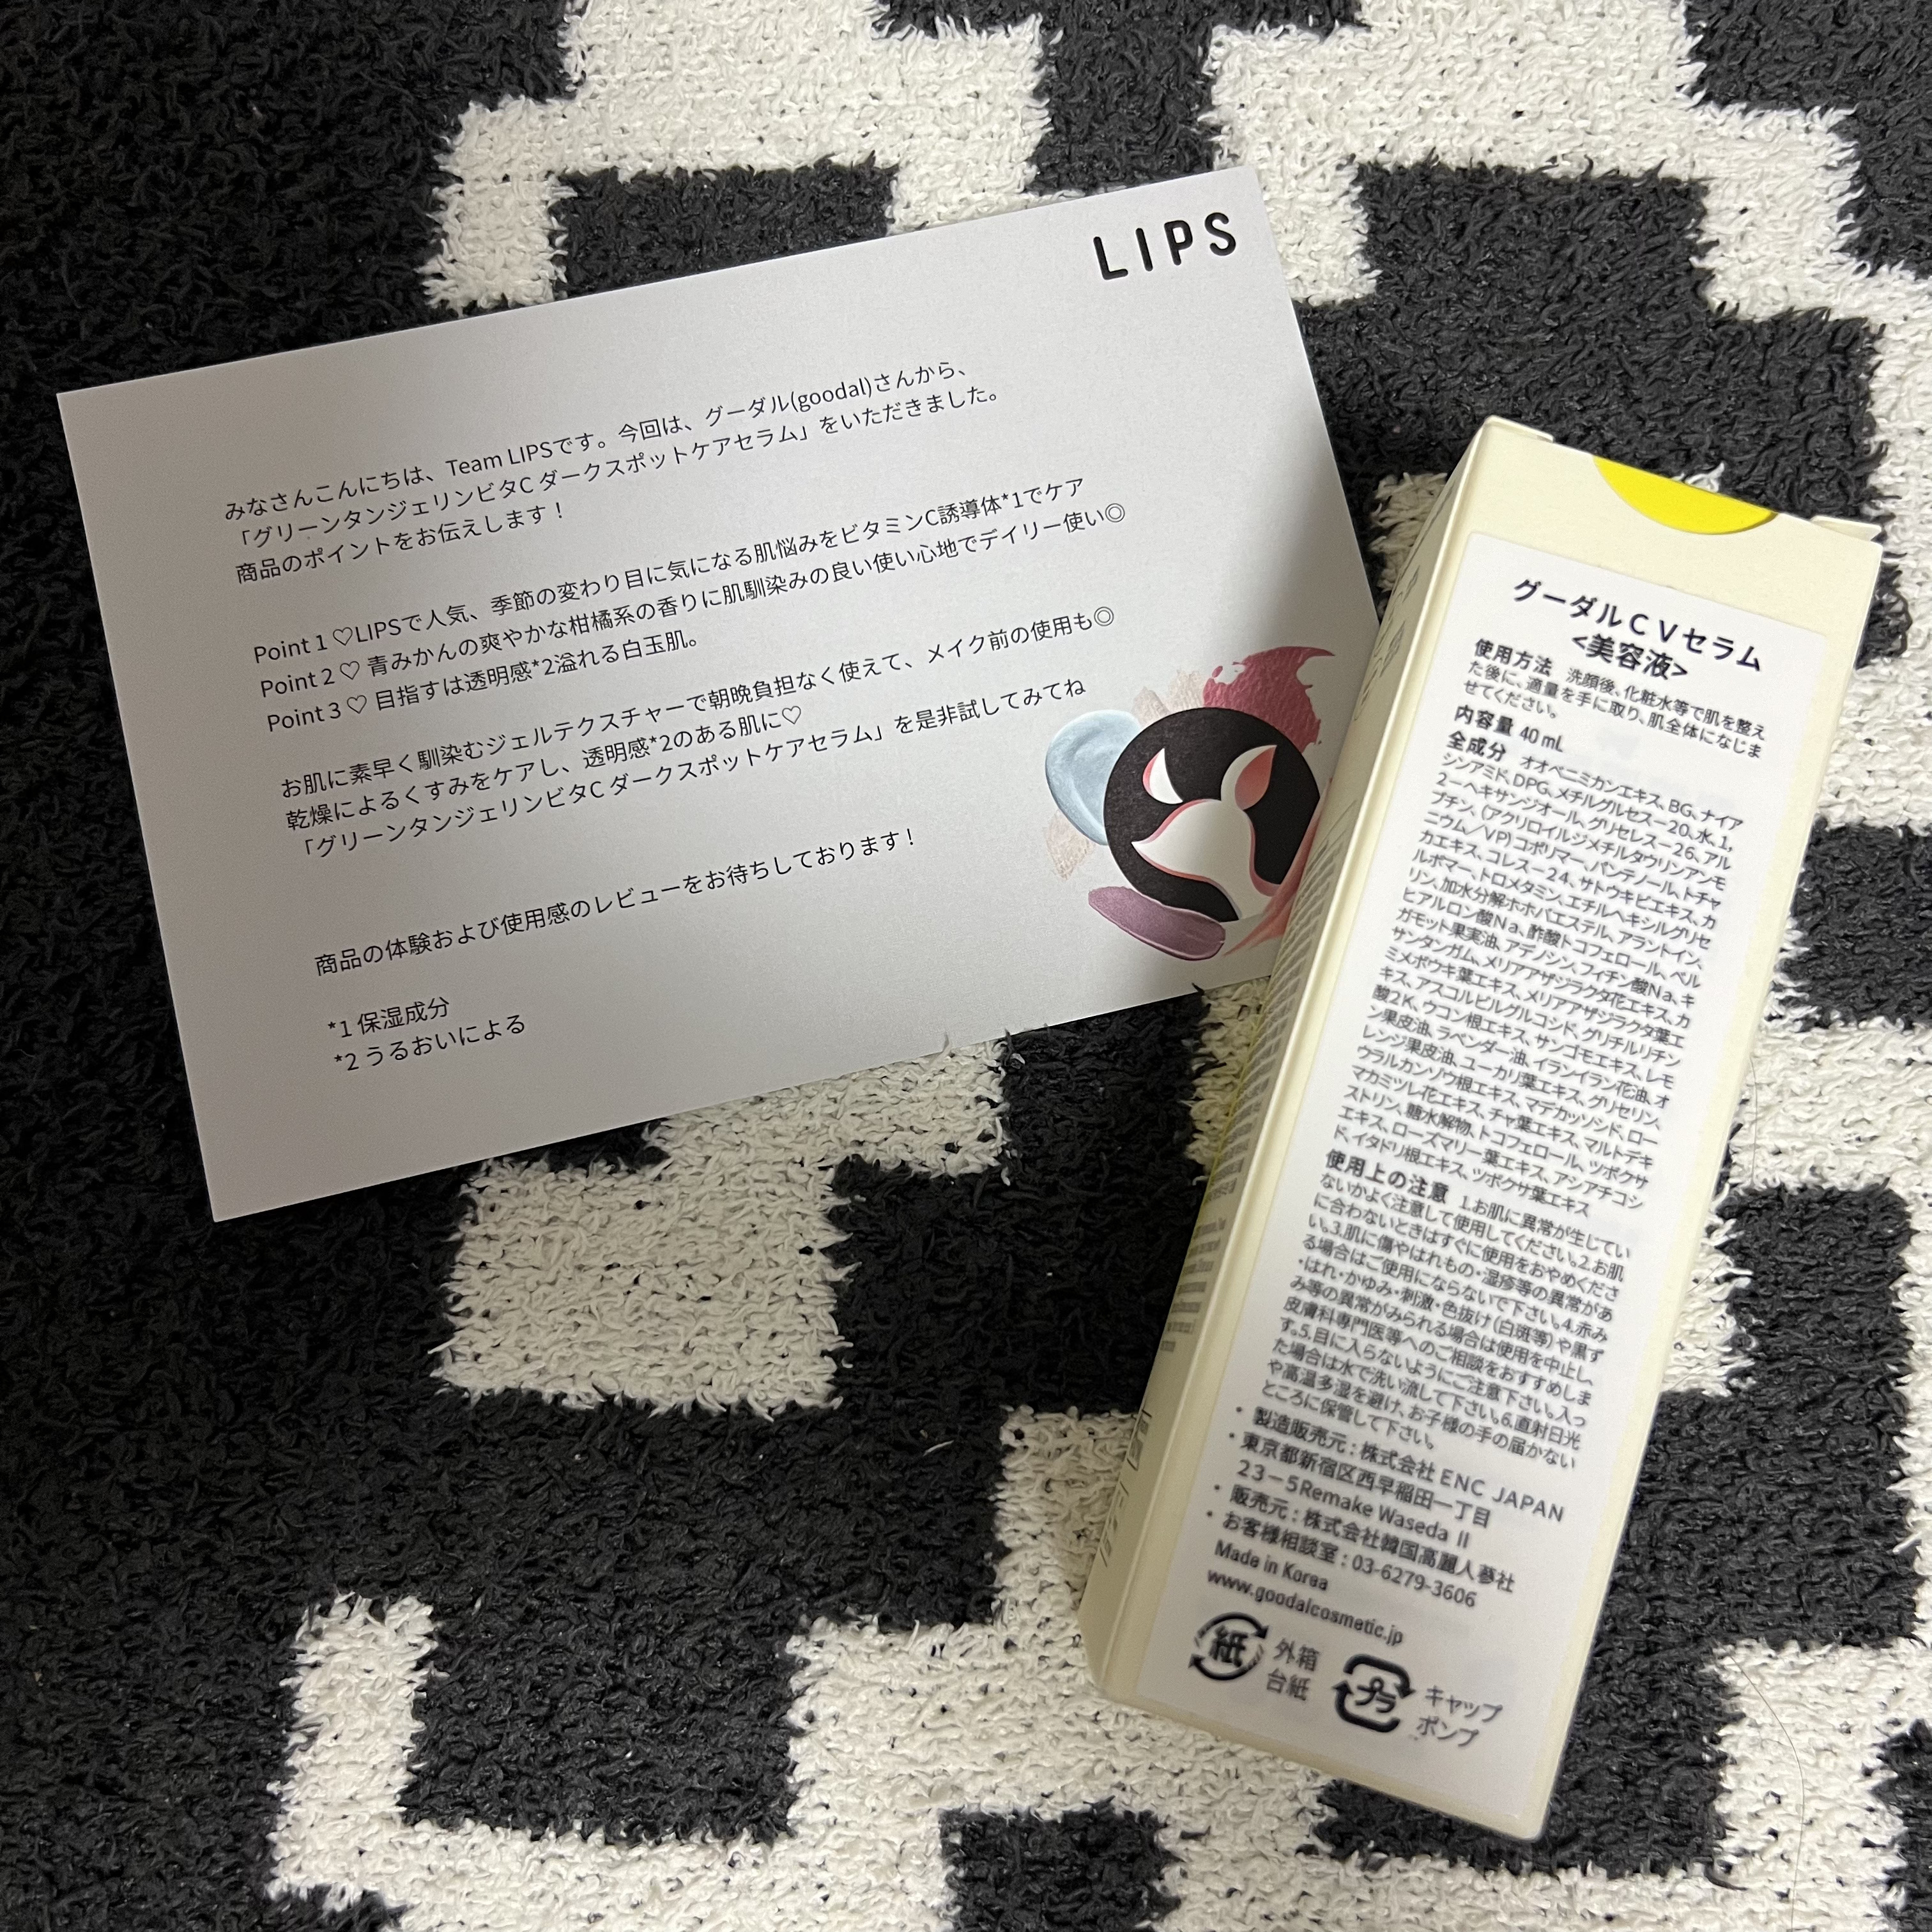 LIPS
みなさんこんにちは、Team LIPSです。今回は、グーダル(goodal)さんから、
「グリーンタンジェリンビタC ダークスポットケアセラム」をいただきました。
商品のポイントをお伝えします！
Point 1 ♡LIPSで人気、季節の変わり目に気になる肌悩みをビタミンC誘導体*1でケア
Point 2 ♡ 青みかんの爽やかな柑橘系の香りに肌馴染みの良い使い心地でデイリー使い◎
Point 3 ♡ 目指すは透明感*2溢れる白玉肌。
お肌に素早く馴染むジェルテクスチャーで朝晩負担なく使えて、メイク前の使用も◎
乾燥によるくすみをケアし、透明感*2のある肌に♡
「グリーンタンジェリンビタC ダークスポットケアセラム」を是非試してみてね
商品の体験および使用感のレビューをお待ちしております！
*1 保湿成分
*2 うるおいによる
グーダルＣＶセラム
<美容液>
使用方法 洗顔後、化粧水等で肌を整え
た後に、適量を手に取り、肌全体になじま
せてください。
内容量 40 mL
全成分 オオベニミカンエキス、BG、ナイア
シンアミド、DPG、メチルグルセス－20、水、1,
2－ヘキサンジオール、グリセレス－26、アル
ブチン、（アクリロイルジメチルタウリンアンモ
ニウム／VP）コポリマー、パンテノール、トチャ
カエキス、コレス－24、サトウキビエキス、カ
ルボマー、トロメタミン、エチルヘキシルグリセ
リン、加水分解ホホバエステル、アラントイン、
ヒアルロン酸Na、酢酸トコフェロール、ベル
ガモット果実油、アデノシン、フィチン酸Na、キ
サンタンガム、メリアアザジラクタ花エキス、カ
ミメボウキ葉エキス、メリアアザジラクタ葉エ
キス、アスコルビルグルコシド、グリチルリチン
酸2K、ウコン根エキス、サンゴモエキス、レモ
ン果皮油、ラベンダー油、イランイラン花油、オ
レンジ果皮油、ユーカリ葉エキス、グリセリン、
ウラルカンゾウ根エキス、マデカッソシド、ロー
マカミツレ花エキス、チャ葉エキス、マルトデキ
ストリン、糖水解物、トコフェロール、ツボクサ
エキス、ローズマリー葉エキス、アシアチコシ
ド、イタドリ根エキス、ツボクサ葉エキス
使用上の注意 1.お肌に異常が生じてい
ないかよく注意して使用してください。2.お肌
に合わないときはすぐに使用をおやめくださ
い。3.肌に傷やはれもの・湿疹等の異常があ
る場合はご使用にならないで下さい。4.赤み
・はれ・かゆみ・刺激・色抜け（白斑等）や黒ず
み等の異常がみられる場合は使用を中止し、
皮膚科専門医等へのご相談をおすすめしま
す。5.目に入らないようにご注意下さい。入っ
た場合は水で洗い流して下さい。6.直射日光
や高温多湿を避け、お子様の手の届かない
ところに保管して下さい。
・製造販売元：株式会社 ENC JAPAN
・東京都新宿区西早稲田一丁目
23－5Remake Waseda Ⅱ
・販売元：株式会社韓国高麗人蔘社
・お客様相談室：03-6279-3606
Made in Korea
www.goodalcosmetic.jp
紙 外箱
台紙
プラ キャップ
ポンプ